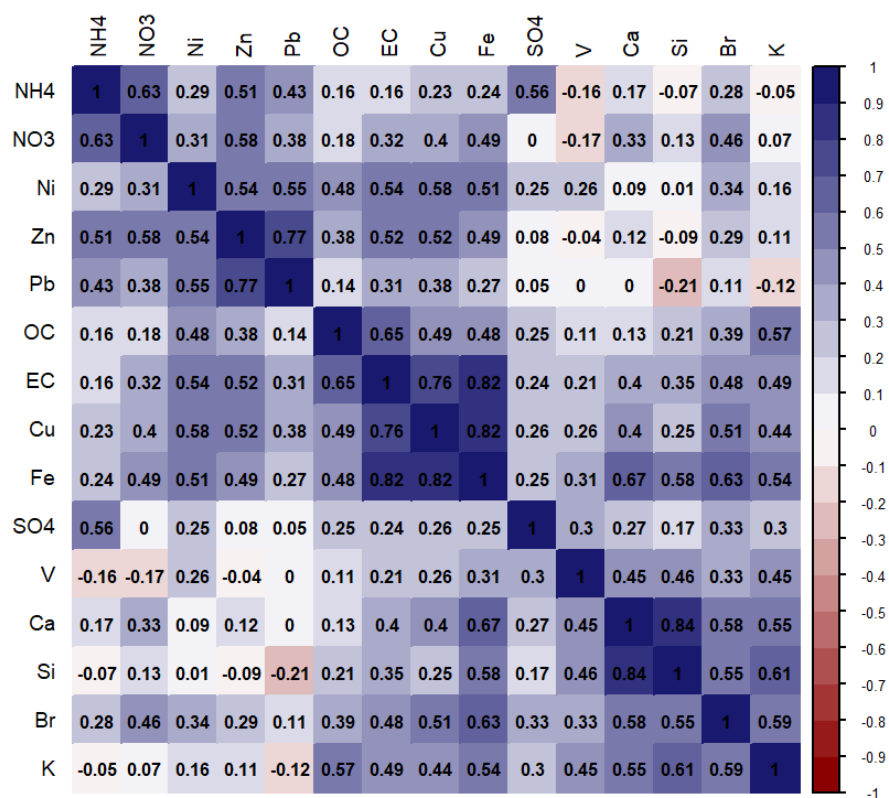 NH4 NO3 Ni Zn Pb OC EC Cu Fe SO4 V Ca Si Br K
NH4 1 0.63 0.29 0.51 0.43 0.16 0.16 0.23 0.24 0.56 -0.16 0.17 -0.07 0.28 -0.05
NO3 0.63 1 0.31 0.58 0.38 0.18 0.32 0.4 0.49 0 -0.17 0.33 0.13 0.46 0.07
Ni 0.29 0.31 1 0.54 0.55 0.48 0.54 0.58 0.51 0.25 0.26 0.09 0.01 0.34 0.16
Zn 0.51 0.58 0.54 1 0.77 0.38 0.52 0.52 0.49 0.08 -0.04 0.12 -0.09 0.29 0.11
Pb 0.43 0.38 0.55 0.77 1 0.14 0.31 0.38 0.27 0.05 0 0 -0.21 0.11 -0.12
OC 0.16 0.18 0.48 0.38 0.14 1 0.65 0.49 0.48 0.25 0.11 0.13 0.21 0.39 0.57
EC 0.16 0.32 0.54 0.52 0.31 0.65 1 0.76 0.82 0.24 0.21 0.4 0.35 0.48 0.49
Cu 0.23 0.4 0.58 0.52 0.38 0.49 0.76 1 0.82 0.26 0.26 0.4 0.25 0.51 0.44
Fe 0.24 0.49 0.51 0.49 0.27 0.48 0.82 0.82 1 0.25 0.31 0.67 0.58 0.63 0.54
SO4 0.56 0 0.25 0.08 0.05 0.25 0.24 0.26 0.25 1 0.3 0.27 0.17 0.33 0.3
V -0.16 -0.17 0.26 -0.04 0 0.11 0.21 0.26 0.31 0.3 1 0.45 0.46 0.33 0.45
Ca 0.17 0.33 0.09 0.12 0 0.13 0.4 0.4 0.67 0.27 0.45 1 0.84 0.58 0.55
Si -0.07 0.13 0.01 -0.09 -0.21 0.21 0.35 0.25 0.58 0.17 0.46 0.84 1 0.55 0.61
Br 0.28 0.46 0.34 0.29 0.11 0.39 0.48 0.51 0.63 0.33 0.33 0.58 0.55 1 0.59
K -0.05 0.07 0.16 0.11 -0.12 0.57 0.49 0.44 0.54 0.3 0.45 0.55 0.61 0.59 1
1
0.9
0.8
0.7
0.6
0.5
0.4
0.3
0.2
0.1
0
-0.1
-0.2
-0.3
-0.4
-0.5
-0.6
-0.7
-0.8
-0.9
-1